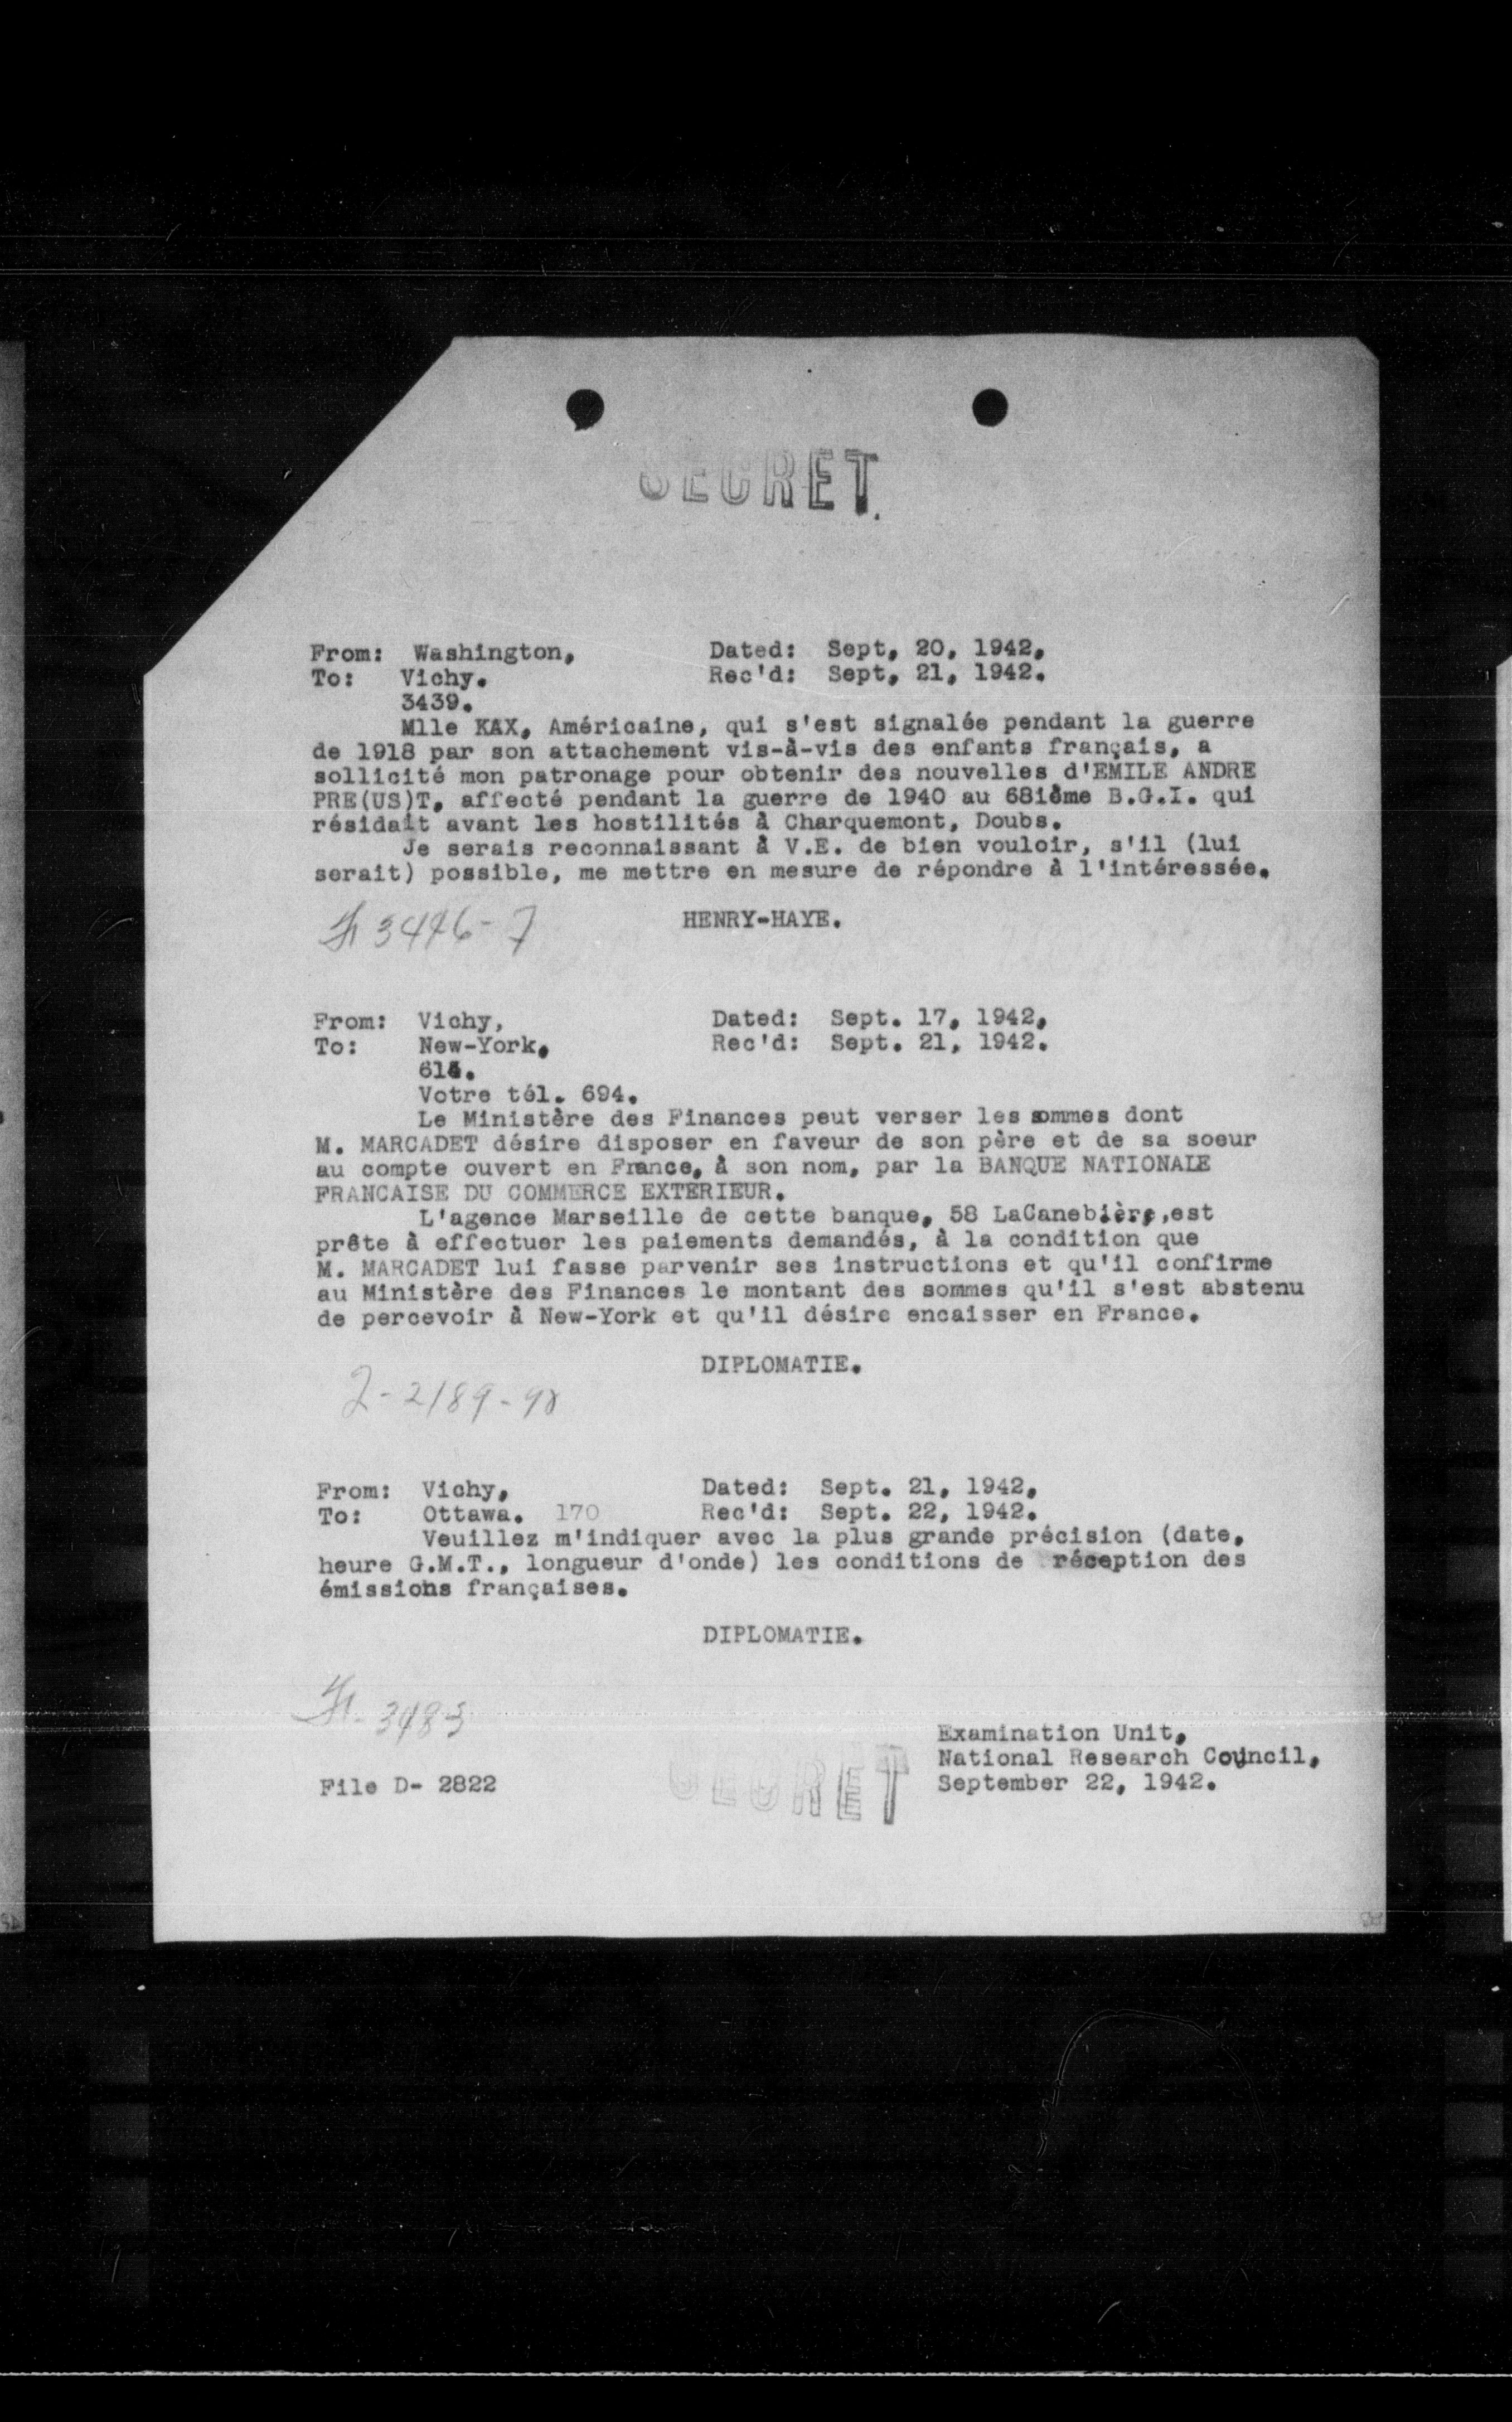 SECRET.
From: Washington, Dated: Sept, 20, 1942,
To: Vichy. Rec'd: Sept, 21, 1942.
3439.
Mlle KAX, Américaine, qui s'est signalée pendant la guerre
de 1918 par son attachement vis-à-vis des enfants français, a
sollicité mon patronage pour obtenir des nouvelles d'EMILE ANDRE
PRE(US)T, affecté pendant la guerre de 1940 au 681ème B.G.I. qui
résidait avant les hostilités à Charquemont, Doubs.
Je serais reconnaissant à V.E. de bien vouloir, s'il (lui
serait) possible, me mettre en mesure de répondre à l'intéressée.
HENRY-HAYE.
From: Vichy, Dated: Sept. 17, 1942,
To: New-York, Rec'd: Sept. 21, 1942.
Votre tél. 694.
Le Ministère des Finances peut verser les sommes dont
M. MARCADET désire disposer en faveur de son père et de sa soeur
au compte ouvert en France, à son nom, par la BANQUE NATIONALE
FRANCAISE DU COMMERCE EXTERIEUR.
L'agence Marseille de cette banque, 58 LaCanebière,est
prête à effectuer les paiements demandés, à la condition que
M. MARCADET lui fasse parvenir ses instructions et qu'il confirme
au Ministère des Finances le montant des sommes qu'il s'est abstenu
de percevoir à New-York et qu'il désire encaisser en France.
DIPLOMATIE.
From: Vichy, Dated: Sept. 21, 1942,
To: Ottawa. 170 Rec'd: Sept. 22, 1942.
Veuillez m'indiquer avec la plus grande précision (date,
heure G.M.T., longueur d'onde) les conditions de réception des
émissions françaises.
DIPLOMATIE.
3483
Examination Unit,
National Research Council,
File D- 2822 SECRET September 22, 1942.